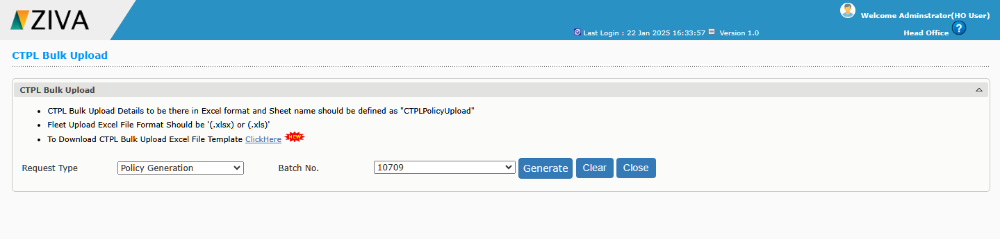 ZIVA
Welcome Adminstrator(HO User)
Last Login : 22 Jan 2025 16:33:57 Version 1.0
Head Office ?
CTPL Bulk Upload
CTPL Bulk Upload
CTPL Bulk Upload Details to be there in Excel format and Sheet name should be defined as "CTPLPolicyUpload"
Fleet Upload Excel File Format Should be '(.xlsx) or (.xls)'
To Download CTPL Bulk Upload Excel File Template ClickHere NEW
Request Type Policy Generation Batch No. 10709 Generate Clear Close